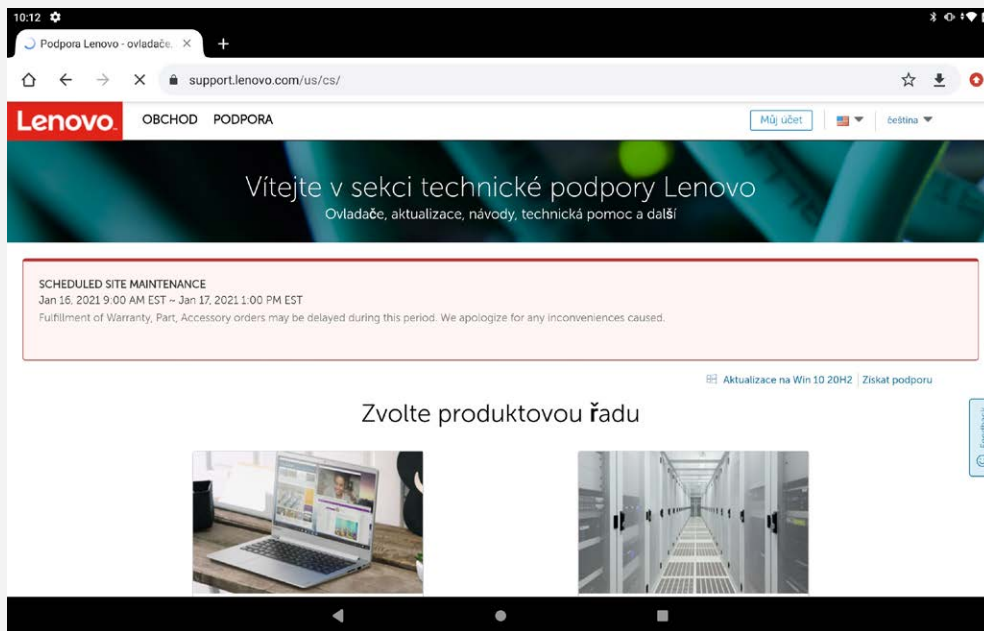 10:12
Podpora Lenovo - ovladače,
support.lenovo.com/us/cs/
Lenovo
OBCHOD PODPORA
Můj účet
čeština
Vítejte v sekci technické podpory Lenovo
Ovladače, aktualizace, návody, technická pomoc a další
SCHEDULED SITE MAINTENANCE
Jan 16, 2021 9:00 AM EST ~ Jan 17, 2021 1:00 PM EST
Fulfillment of Warranty, Part, Accessory orders may be delayed during this period. We apologize for any inconveniences caused.
Aktualizace na Win 10 20H2 Získat podporu
Zvolte produktovou řadu
Feedback